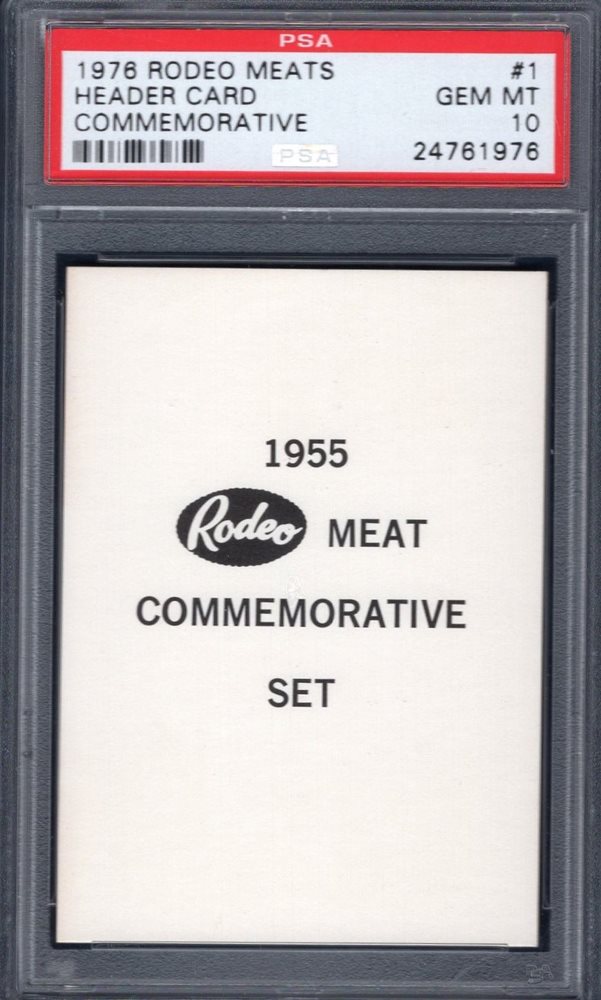 PSA
1976 RODEO MEATS #1
HEADER CARD GEM MT
COMMEMORATIVE 10
PSA 24761976
1955
Rodeo MEAT
COMMEMORATIVE
SET